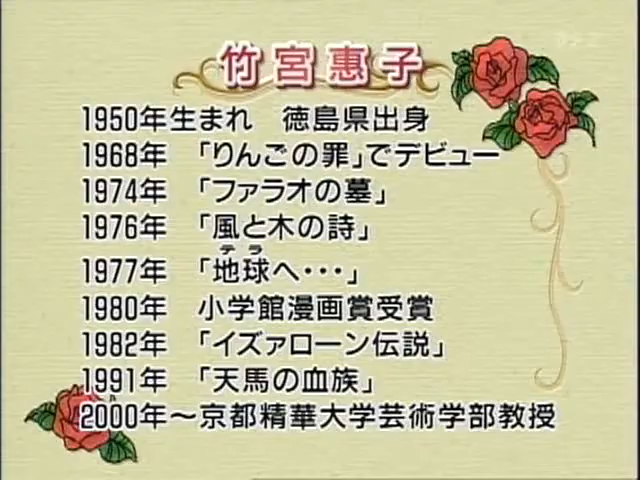 竹宮惠子
1950年生まれ 徳島県出身
1968年 「りんごの罪」でデビュー
1974年 「ファラオの墓」
1976年 「風と木の詩」
テラ
1977年 「地球へ・・・」
1980年 小学館漫画賞受賞
1982年 「イズァローン伝説」
1991年 「天馬の血族」
2000年~京都精華大学芸術学部教授